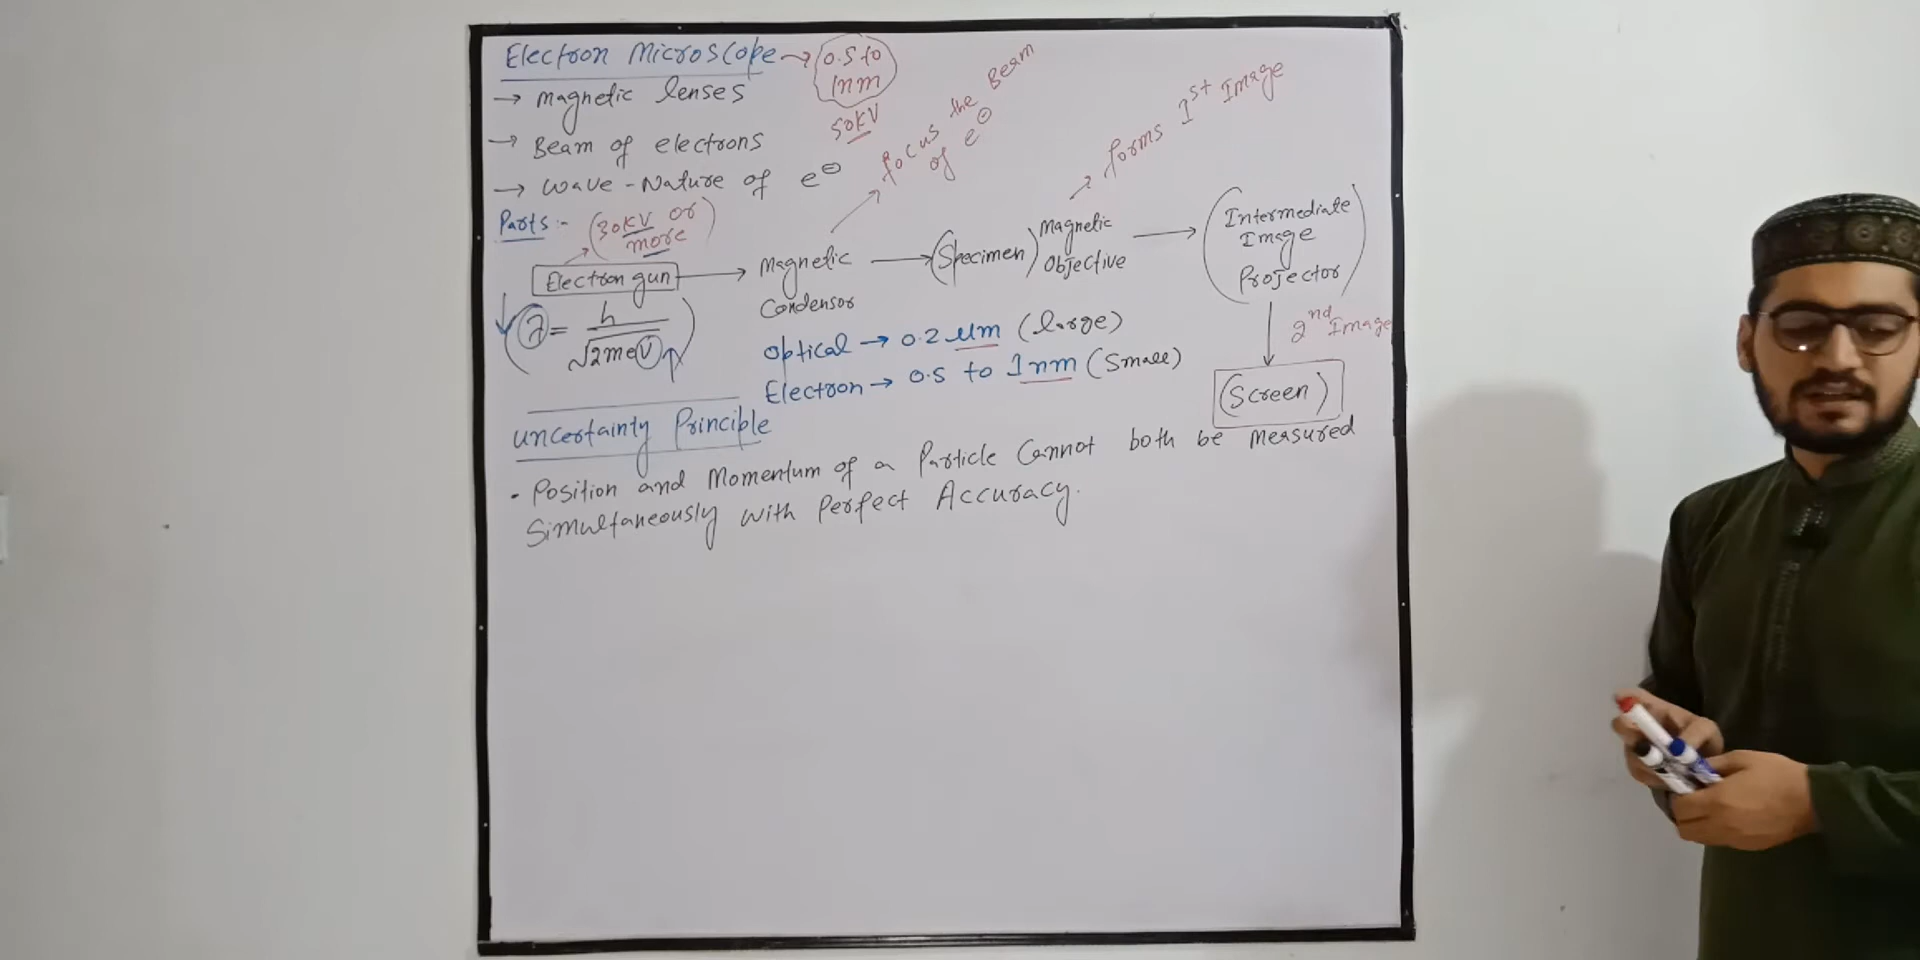 Electron Microscope → 0.5 to
1nm
50kV
→ Magnetic lenses
→ Beam of electrons
→ Wave-Nature of e⊖
focus the Beam
of e⊖
forms 1st Image
Parts:- (30kV or
more)
Electron gun → Magnetic
Condensor
→ (Specimen) Magnetic
Objective
→ (Intermediate
Image
Projector)
2nd Image
(Screen)
↓ (λ = h / √2meV ↑)
Optical → 0.2 μm (large)
Electron → 0.5 to 1nm (Small)
Uncertainty Principle
• Position and Momentum of a Particle Cannot both be Measured
Simultaneously with Perfect Accuracy.